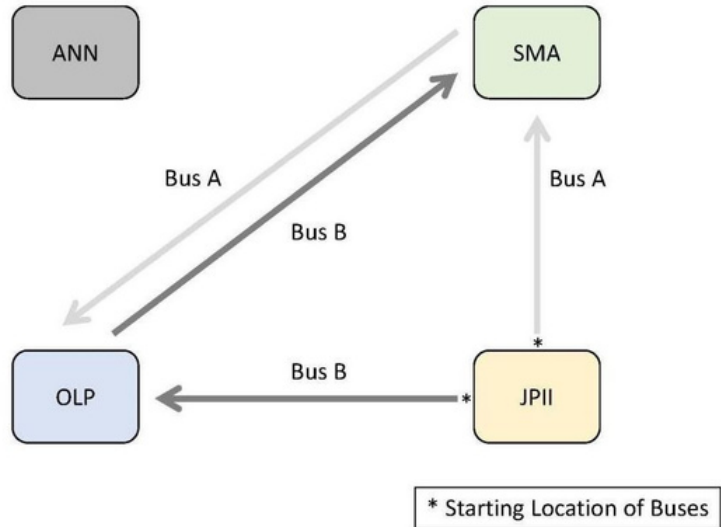 ANN
SMA
Bus A
Bus A
Bus B
Bus B
OLP
*
*
JPII
* Starting Location of Buses